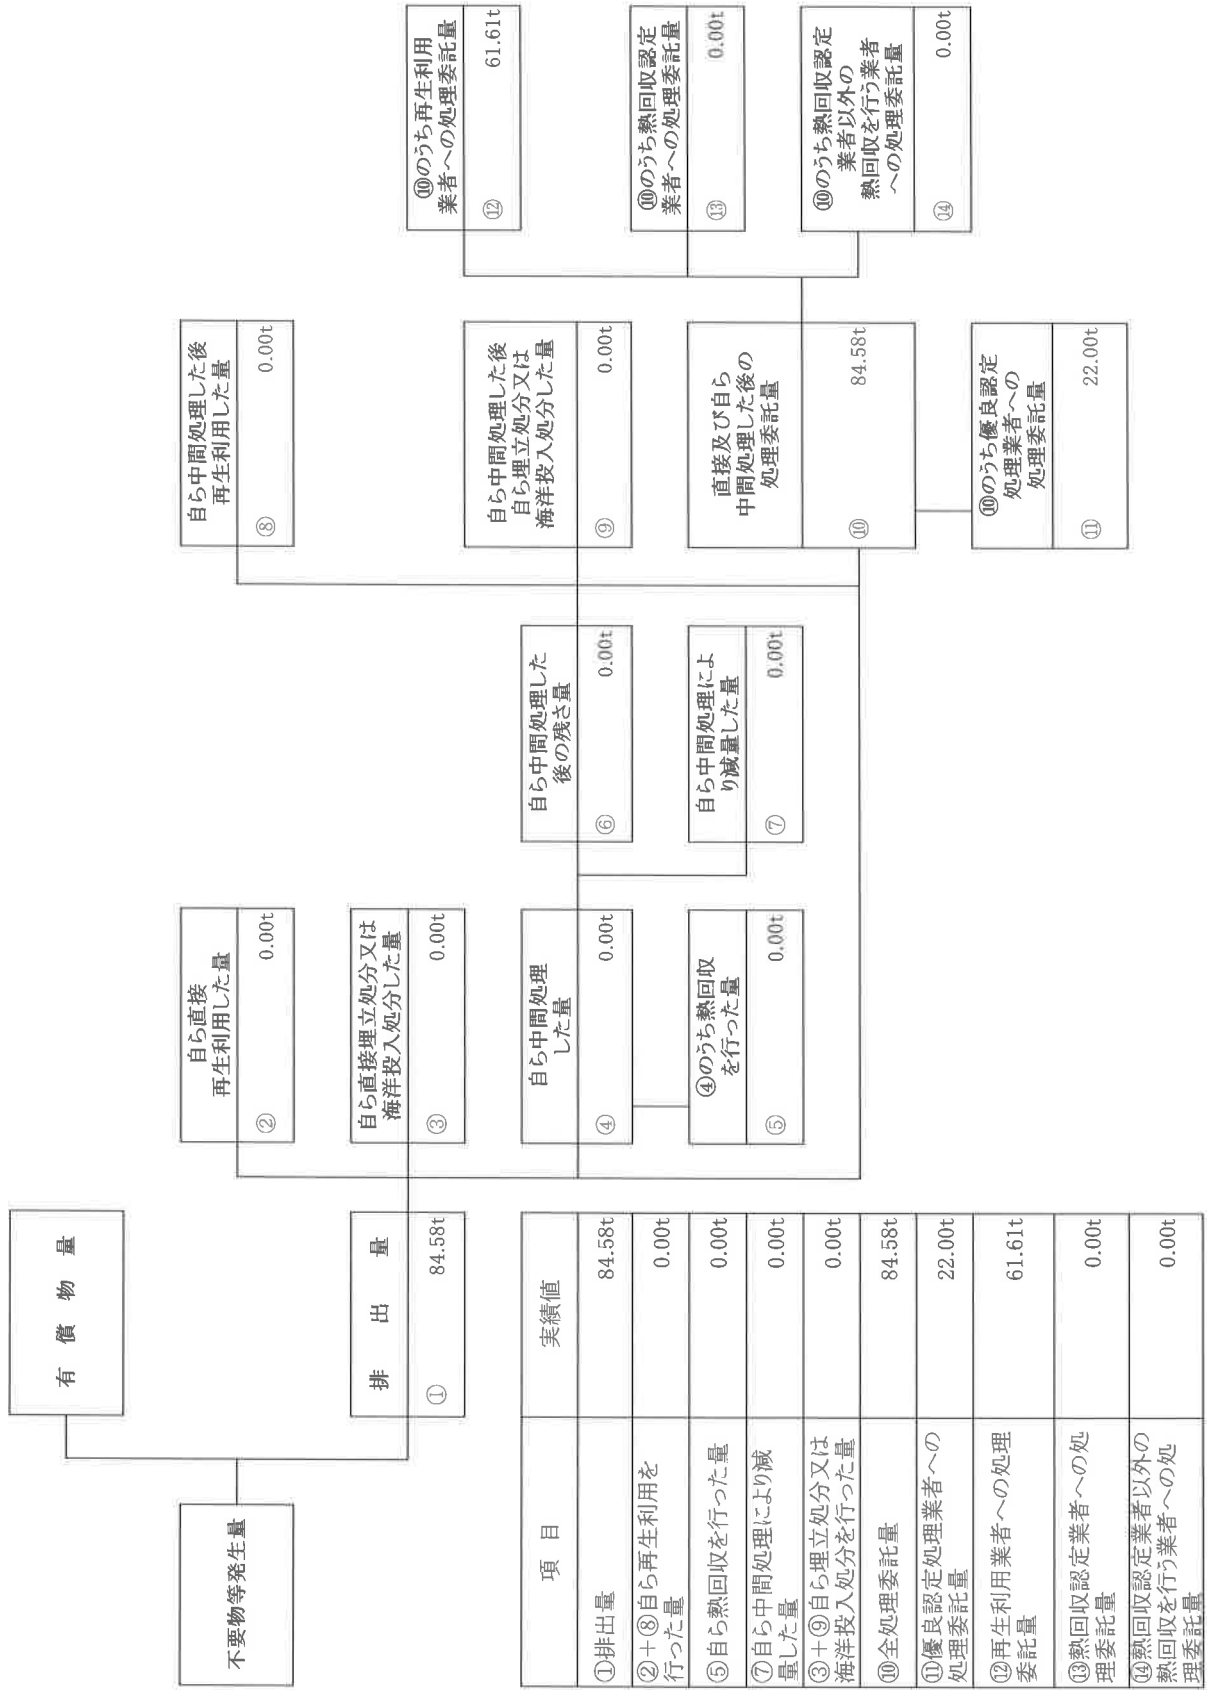 不要物等発生量
有償物量
排出量
① 84.58t
自ら直接
再生利用した量
② 0.00t
自ら直接埋立処分又は
海洋投入処分した量
③ 0.00t
自ら中間処理
した量
④ 0.00t
④のうち熱回収
を行った量
⑤ 0.00t
自ら中間処理した
後の残さ量
⑥ 0.00t
自ら中間処理によ
り減量した量
⑦ 0.00t
自ら中間処理した後
再生利用した量
⑧ 0.00t
自ら中間処理した後
自ら埋立処分又は
海洋投入処分した量
⑨ 0.00t
直接及び自ら
中間処理した後の
処理委託量
⑩ 84.58t
⑩のうち優良認定
処理業者への
処理委託量
⑪ 22.00t
⑩のうち再生利用
業者への処理委託量
⑫ 61.61t
⑩のうち熱回収認定
業者への処理委託量
⑬ 0.00t
⑩のうち熱回収認定
業者以外の
熱回収を行う業者
への処理委託量
⑭ 0.00t
項目 実績値
①排出量 84.58t
②+⑧自ら再生利用を
行った量 0.00t
⑤自ら熱回収を行った量 0.00t
⑦自ら中間処理により減
量した量 0.00t
③+⑨自ら埋立処分又は
海洋投入処分を行った量 0.00t
⑩全処理委託量 84.58t
⑪優良認定処理業者への
処理委託量 22.00t
⑫再生利用業者への処理
委託量 61.61t
⑬熱回収認定業者への処
理委託量 0.00t
⑭熱回収認定業者以外の
熱回収を行う業者への処
理委託量 0.00t